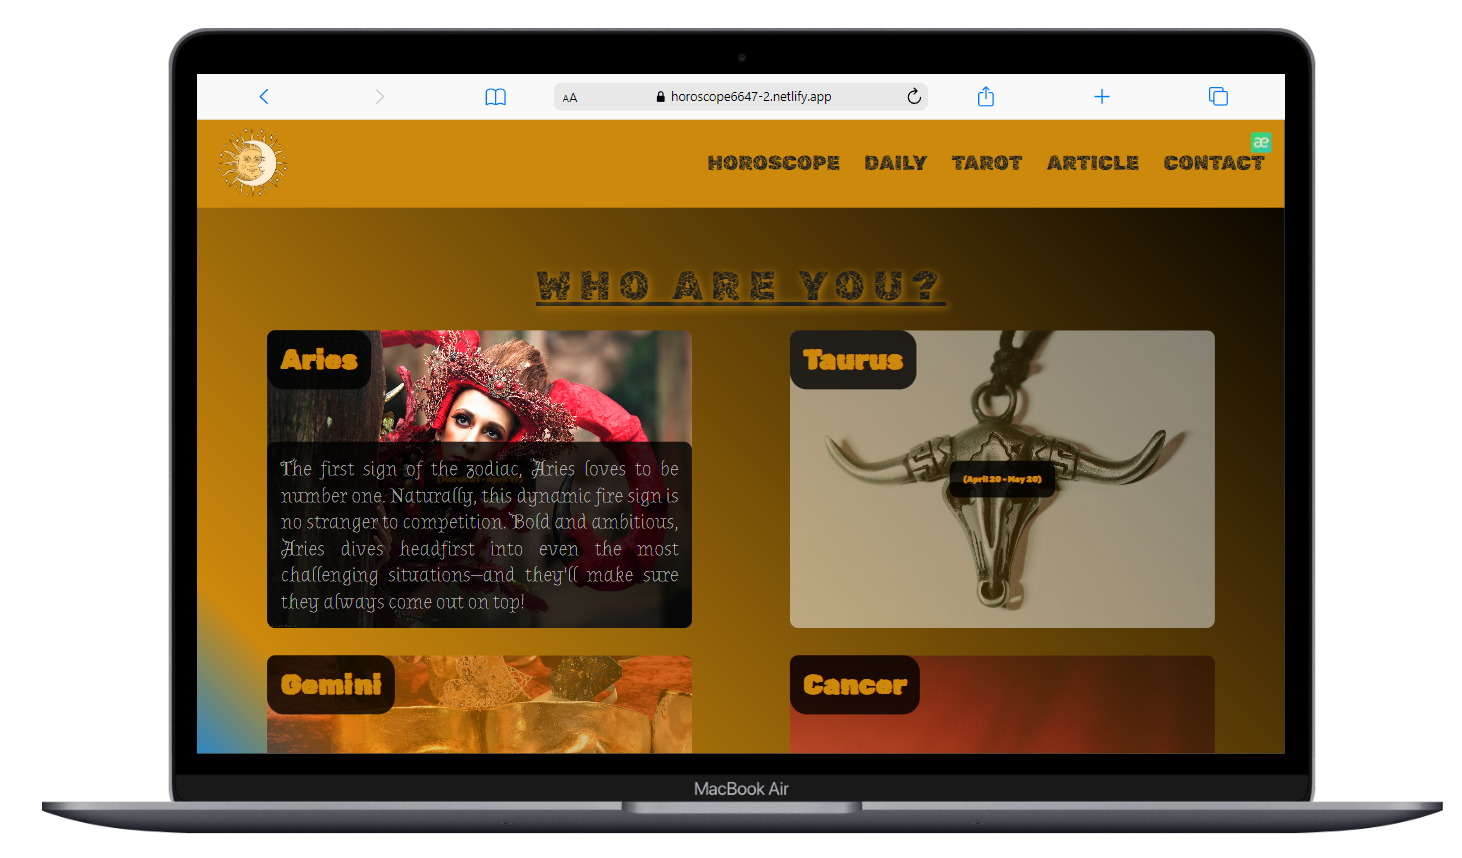 AA horoscope6647-2.netlify.app
æ
HOROSCOPE DAILY TAROT ARTICLE CONTACT
WHO ARE YOU?
Aries
The first sign of the zodiac, Aries loves to be
number one. Naturally, this dynamic fire sign is
no stranger to competition. Bold and ambitious,
Aries dives headfirst into even the most
challenging situations—and they'll make sure
they always come out on top!
Taurus
(April 20 - May 20)
Gemini
Cancer
MacBook Air